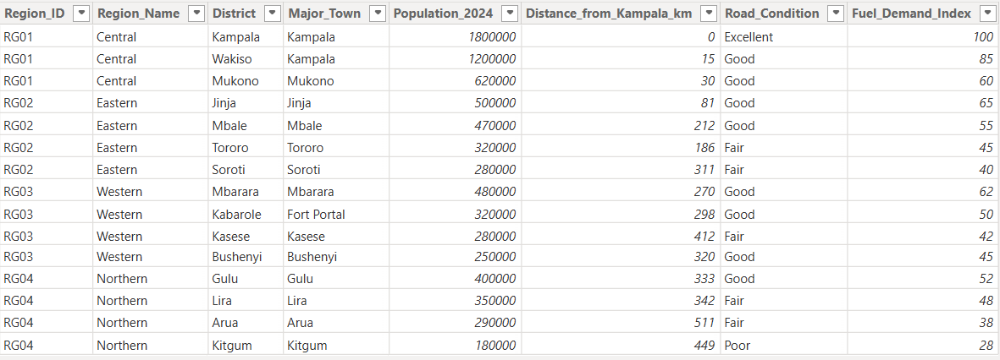 Region_ID Region_Name District Major_Town Population_2024 Distance_from_Kampala_km Road_Condition Fuel_Demand_Index
RG01 Central Kampala Kampala 1800000 0 Excellent 100
RG01 Central Wakiso Kampala 1200000 15 Good 85
RG01 Central Mukono Mukono 620000 30 Good 60
RG02 Eastern Jinja Jinja 500000 81 Good 65
RG02 Eastern Mbale Mbale 470000 212 Good 55
RG02 Eastern Tororo Tororo 320000 186 Fair 45
RG02 Eastern Soroti Soroti 280000 311 Fair 40
RG03 Western Mbarara Mbarara 480000 270 Good 62
RG03 Western Kabarole Fort Portal 320000 298 Good 50
RG03 Western Kasese Kasese 280000 412 Fair 42
RG03 Western Bushenyi Bushenyi 250000 320 Good 45
RG04 Northern Gulu Gulu 400000 333 Good 52
RG04 Northern Lira Lira 350000 342 Fair 48
RG04 Northern Arua Arua 290000 511 Fair 38
RG04 Northern Kitgum Kitgum 180000 449 Poor 28